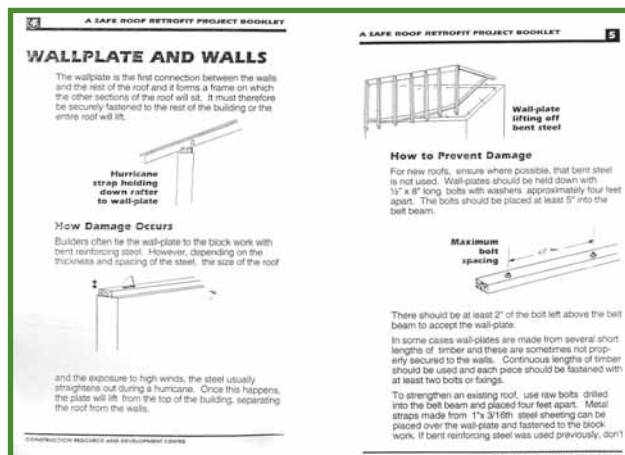 4
A SAFE ROOF RETROFIT PROJECT BOOKLET
WALLPLATE AND WALLS
The wallplate is the first connection between the walls
and the rest of the roof and it forms a frame on which
the other sections of the roof will sit. It must therefore
be securely fastened to the rest of the building or the
entire roof will lift.
Hurricane
strap holding
down rafter
to wall-plate
How Damage Occurs
Builders often tie the wall-plate to the block work with
bent reinforcing steel. However, depending on the
thickness and spacing of the steel, the size of the roof
and the exposure to high winds, the steel usually
straightens out during a hurricane. Once this happens,
the plate will lift from the top of the building, separating
the roof from the walls.
CONSTRUCTION RESOURCE AND DEVELOPMENT CENTRE
A SAFE ROOF RETROFIT PROJECT BOOKLET
5
Wall-plate
lifting off
bent steel
How to Prevent Damage
For new roofs, ensure where possible, that bent steel
is not used. Wall-plates should be held down with
½" x 8" long bolts with washers approximately four feet
apart. The bolts should be placed at least 5" into the
belt beam.
Maximum
bolt
spacing
There should be at least 2" of the bolt left above the belt
beam to accept the wall-plate.
In some cases wall-plates are made from several short
lengths of timber and these are sometimes not prop-
erly secured to the walls. Continuous lengths of timber
should be used and each piece should be fastened with
at least two bolts or fixings.
To strengthen an existing roof, use raw bolts drilled
into the belt beam and placed four feet apart. Metal
straps made from 1"x 3/16th steel sheeting can be
placed over the wall-plate and fastened to the block
work. If bent reinforcing steel was used previously, don't